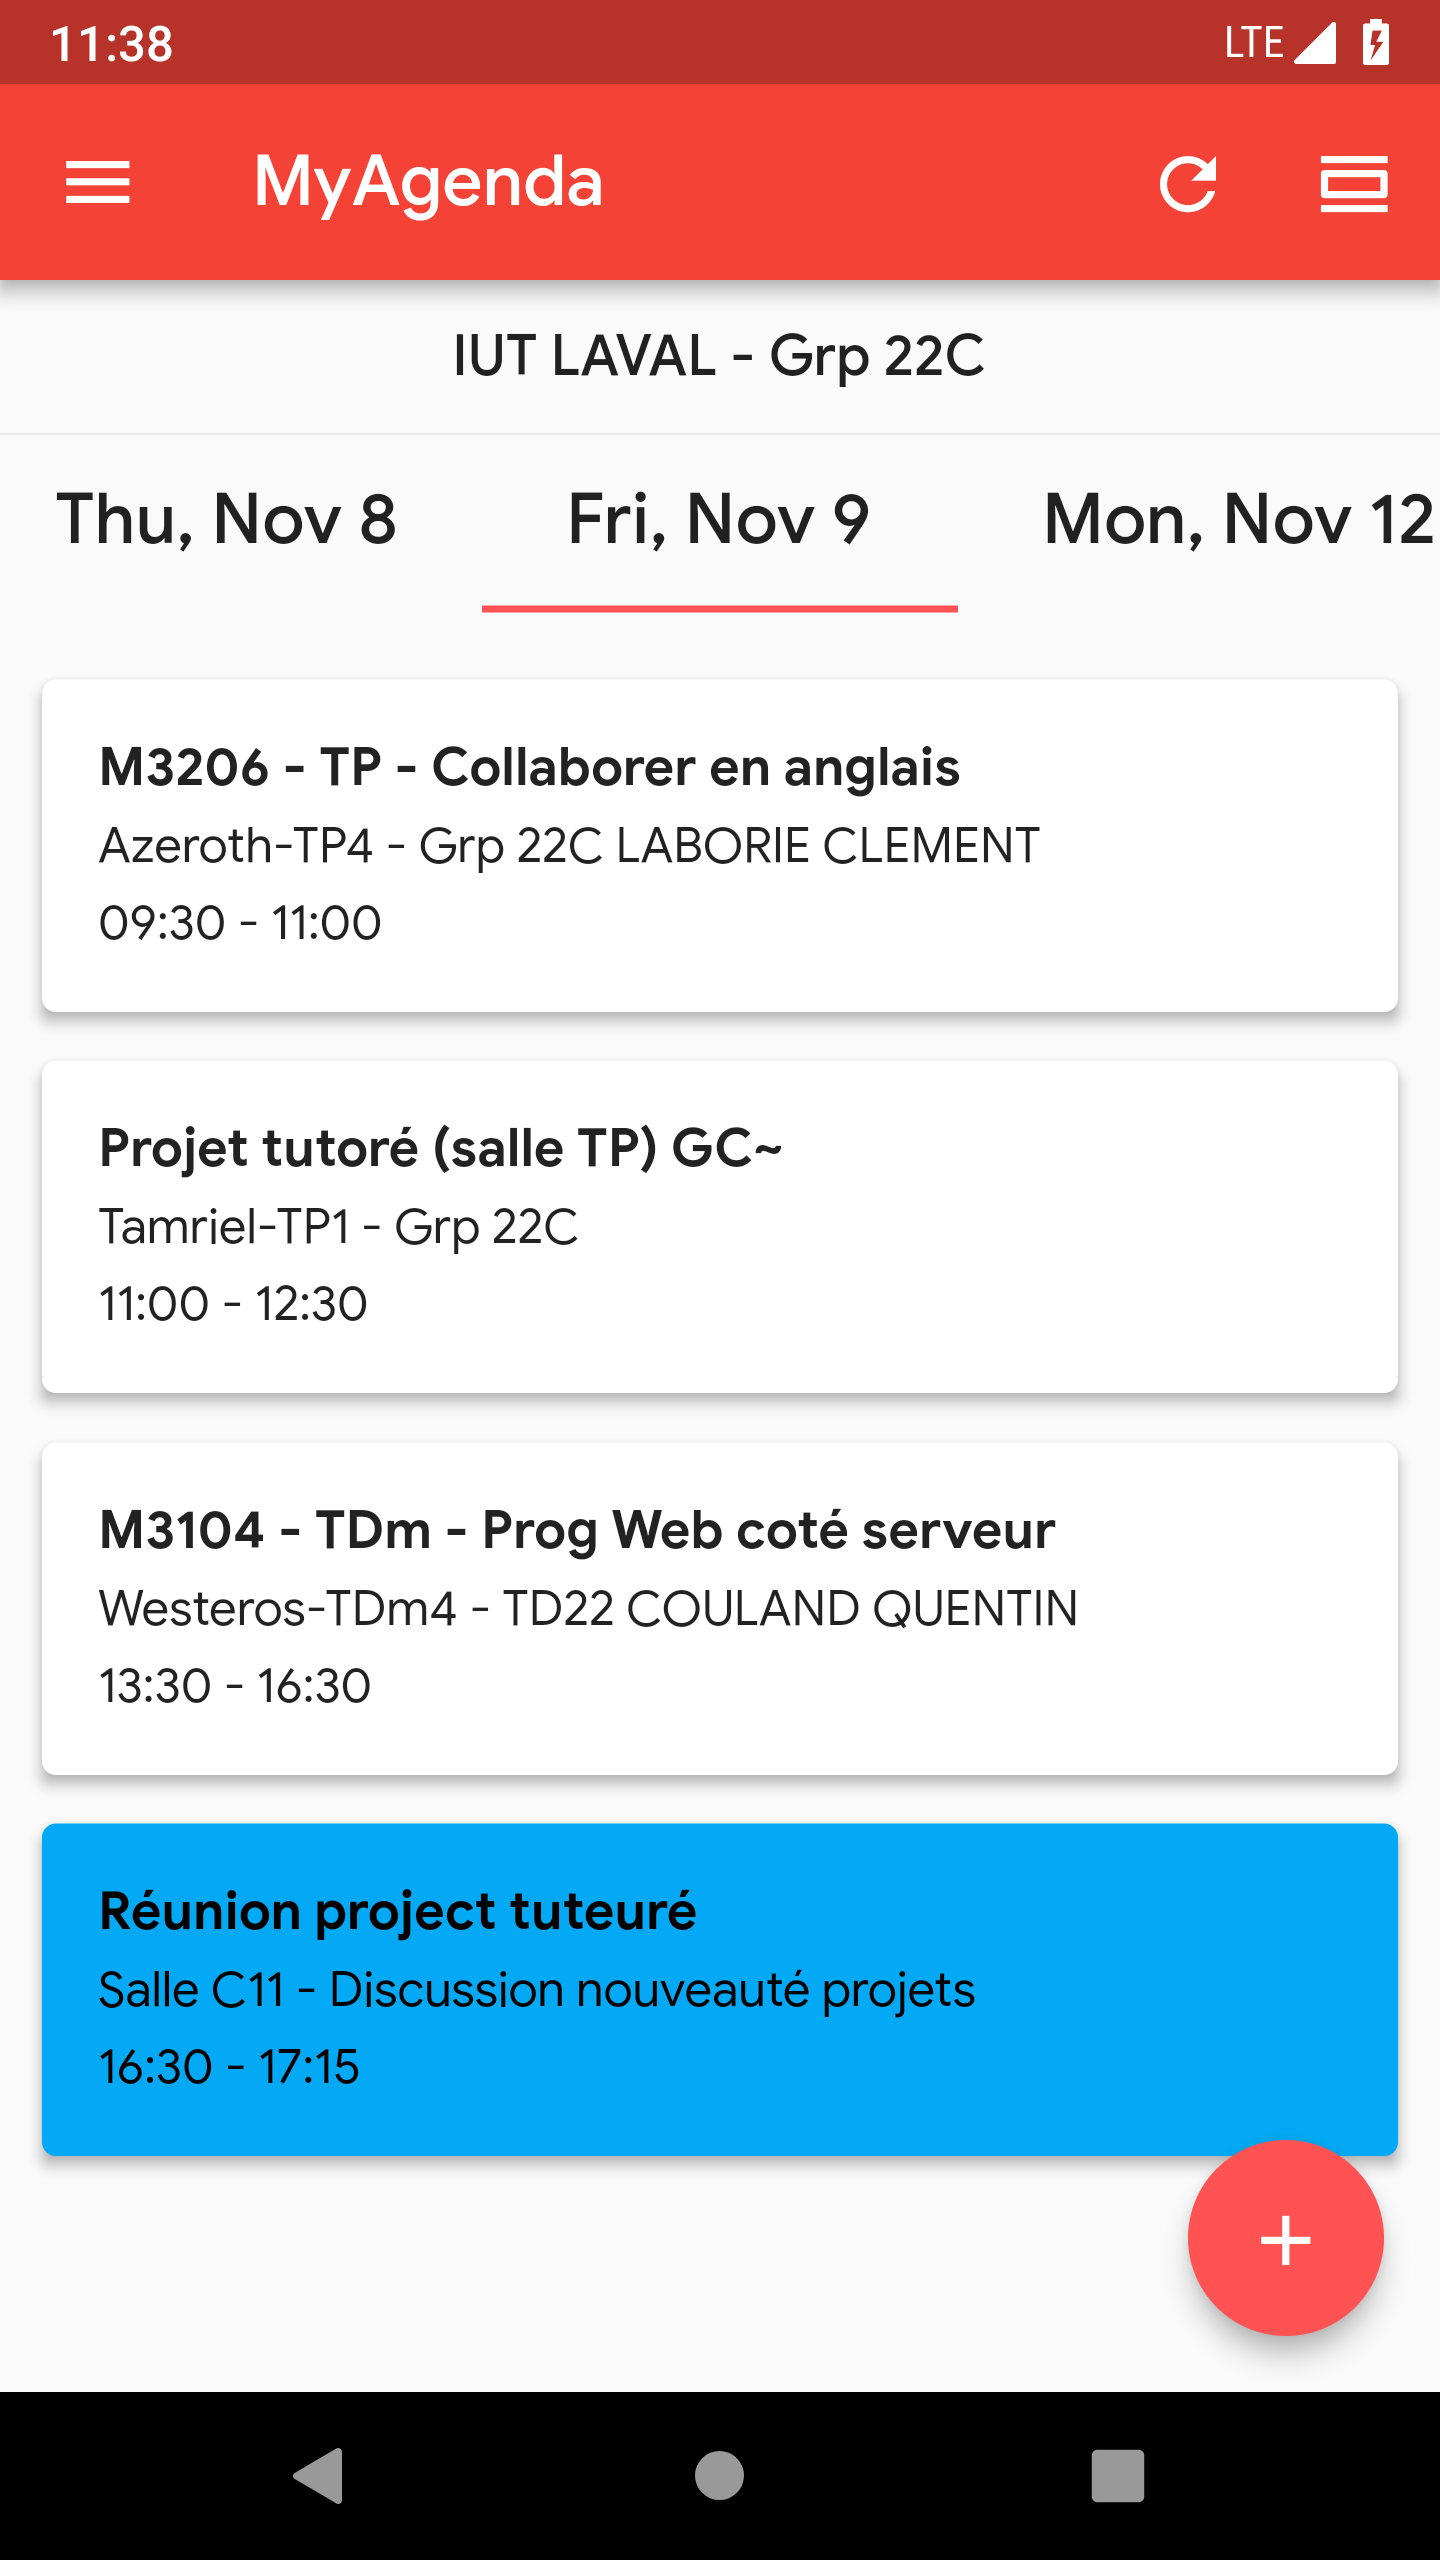 11:38
LTE
MyAgenda
IUT LAVAL - Grp 22C
Thu, Nov 8
Fri, Nov 9
Mon, Nov 12
M3206 - TP - Collaborer en anglais
Azeroth-TP4 - Grp 22C LABORIE CLEMENT
09:30 - 11:00
Projet tutoré (salle TP) GC~
Tamriel-TP1 - Grp 22C
11:00 - 12:30
M3104 - TDm - Prog Web coté serveur
Westeros-TDm4 - TD22 COULAND QUENTIN
13:30 - 16:30
Réunion project tuteuré
Salle C11 - Discussion nouveauté projets
16:30 - 17:15